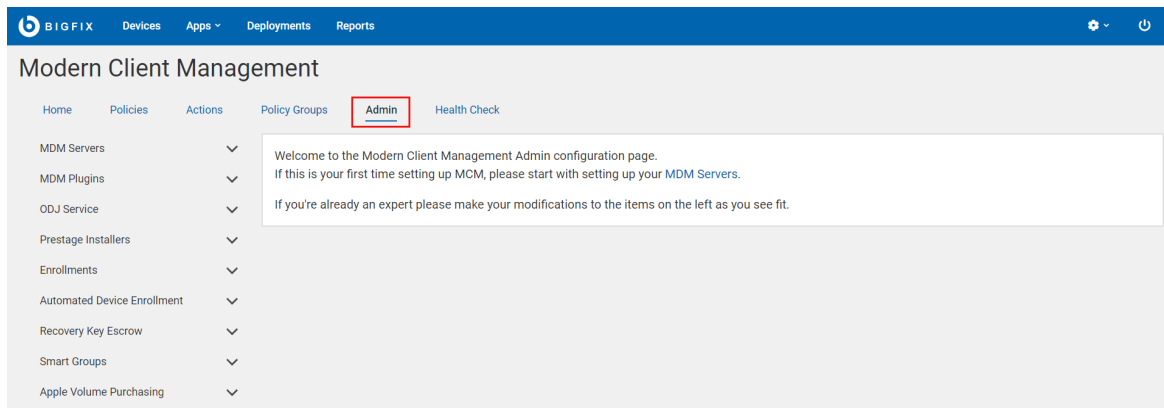 BIGFIX Devices Apps Deployments Reports
Modern Client Management
Home Policies Actions Policy Groups Admin Health Check
MDM Servers
MDM Plugins
ODJ Service
Prestage Installers
Enrollments
Automated Device Enrollment
Recovery Key Escrow
Smart Groups
Apple Volume Purchasing
Welcome to the Modern Client Management Admin configuration page.
If this is your first time setting up MCM, please start with setting up your MDM Servers.
If you're already an expert please make your modifications to the items on the left as you see fit.